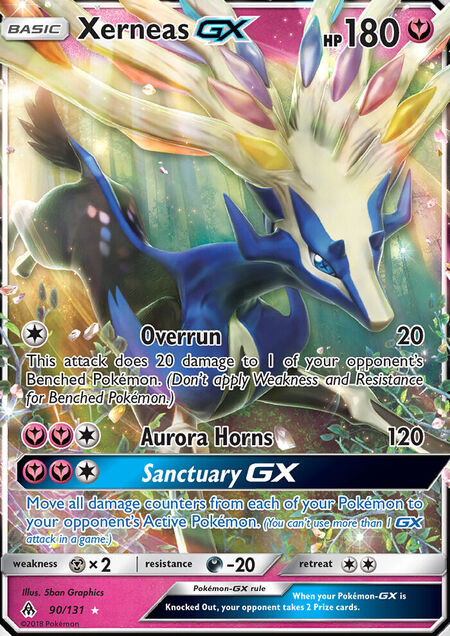 BASIC Xerneas GX HP 180
Overrun 20
This attack does 20 damage to 1 of your opponent's
Benched Pokémon. (Don't apply Weakness and Resistance
for Benched Pokémon.)
Aurora Horns 120
Sanctuary GX
Move all damage counters from each of your Pokémon to
your opponent's Active Pokémon. (You can't use more than 1 GX
attack in a game.)
weakness ×2 resistance -20 retreat
Illus. 5ban Graphics
90/131
©2018 Pokémon
Pokémon-GX rule
When your Pokémon-GX is
Knocked Out, your opponent takes 2 Prize cards.